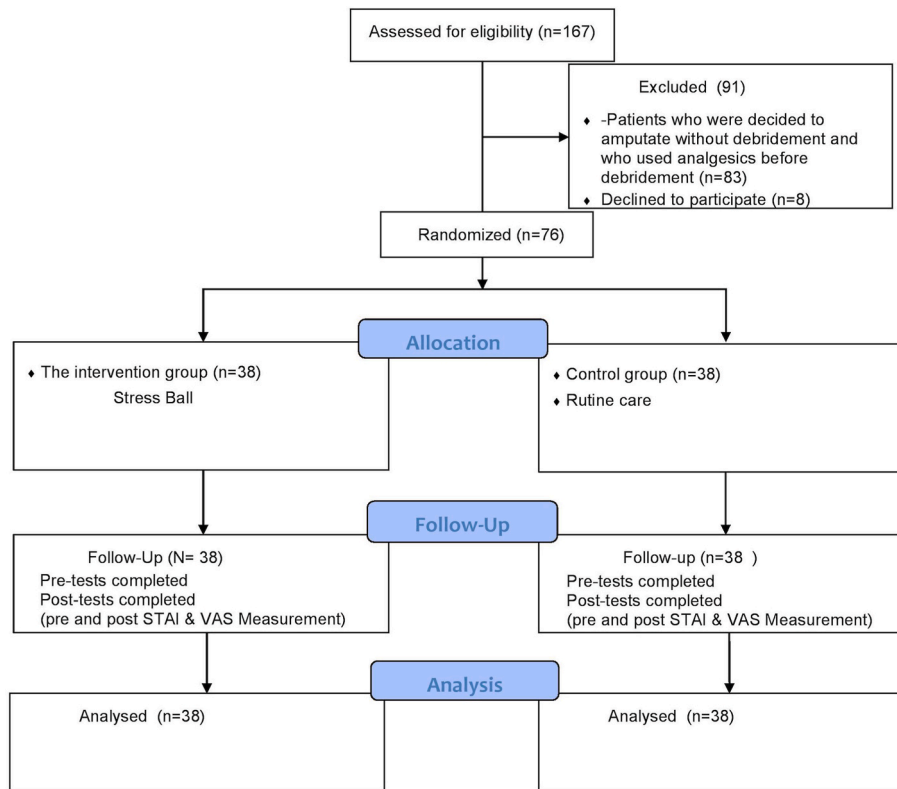 Assessed for eligibility (n=167)
Excluded (91)
♦ -Patients who were decided to
amputate without debridement and
who used analgesics before
debridement (n=83)
♦ Declined to participate (n=8)
Randomized (n=76)
Allocation
♦ The intervention group (n=38)
Stress Ball
♦ Control group (n=38)
♦ Rutine care
Follow-Up
Follow-Up (N= 38)
Pre-tests completed
Post-tests completed
(pre and post STAI & VAS Measurement)
Follow-up (n=38 )
Pre-tests completed
Post-tests completed
(pre and post STAI & VAS Measurement)
Analysis
Analysed (n=38)
Analysed (n=38)